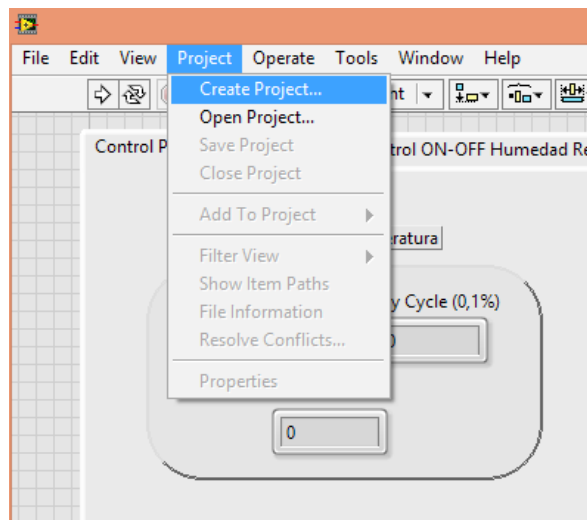 File Edit View Project Operate Tools Window Help
Create Project...
Open Project...
Save Project
Close Project
Add To Project
Filter View
Show Item Paths
File Information
Resolve Conflicts...
Properties
Control P
trol ON-OFF Humedad Re
eratura
y Cycle (0,1%)
0